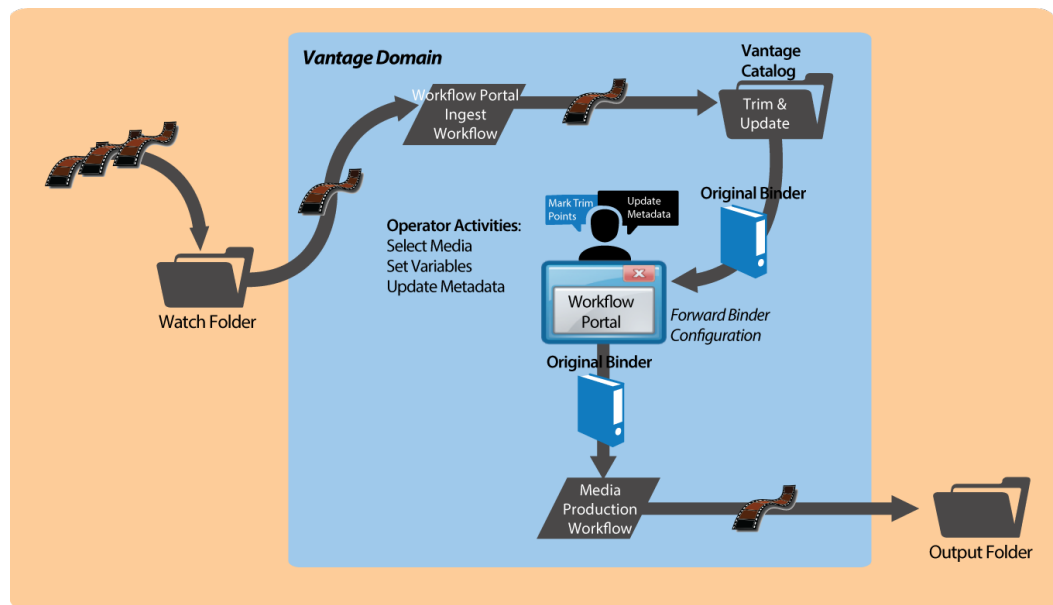 Vantage Domain
Vantage
Catalog
Workflow Portal
Ingest
Workflow
Trim &
Update
Mark Trim
Points
Update
Metadata
Original Binder
Operator Activities:
Select Media
Set Variables
Update Metadata
Workflow
Portal
Forward Binder
Configuration
Watch Folder
Original Binder
Media
Production
Workflow
Output Folder